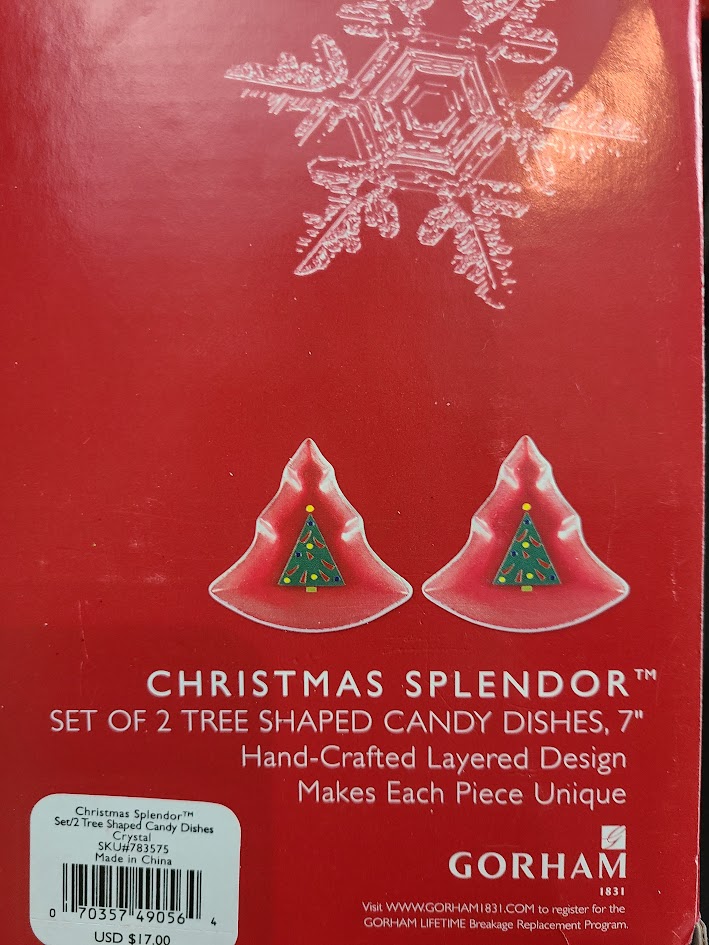 CHRISTMAS SPLENDOR™
SET OF 2 TREE SHAPED CANDY DISHES, 7"
Hand-Crafted Layered Design
Makes Each Piece Unique
GORHAM
1831
Visit WWW.GORHAM1831.COM to register for the
GORHAM LIFETIME Breakage Replacement Program.
Christmas Splendor™
Set/2 Tree Shaped Candy Dishes
Crystal
SKU#783575
Made in China
0 70357 49056 4
USD $17.00